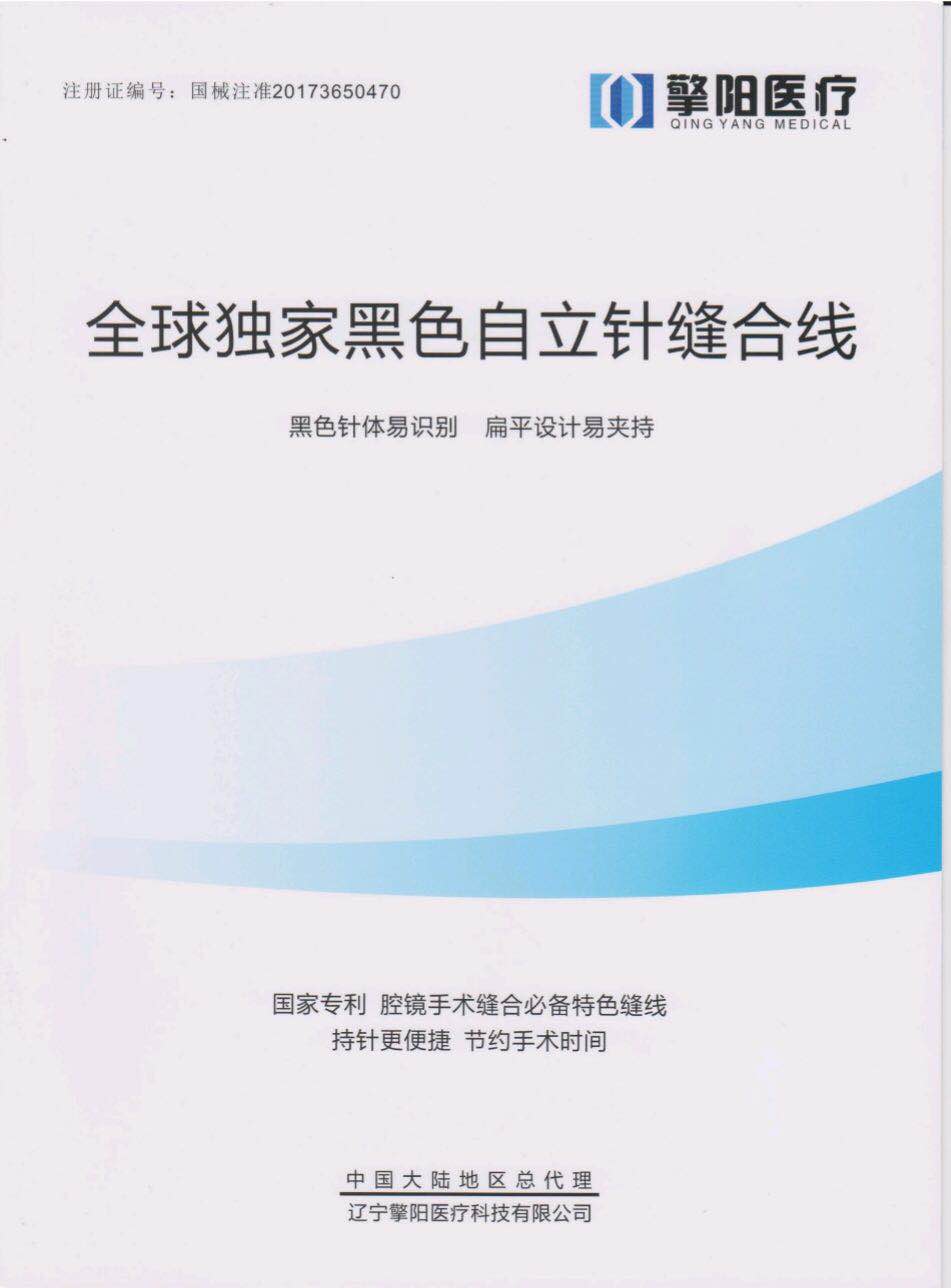 注册证编号：国械注准20173650470
擎阳医疗
QING YANG MEDICAL
全球独家黑色自立针缝合线
黑色针体易识别 扁平设计易夹持
国家专利 腔镜手术缝合必备特色缝线
持针更便捷 节约手术时间
中国大陆地区总代理
辽宁擎阳医疗科技有限公司